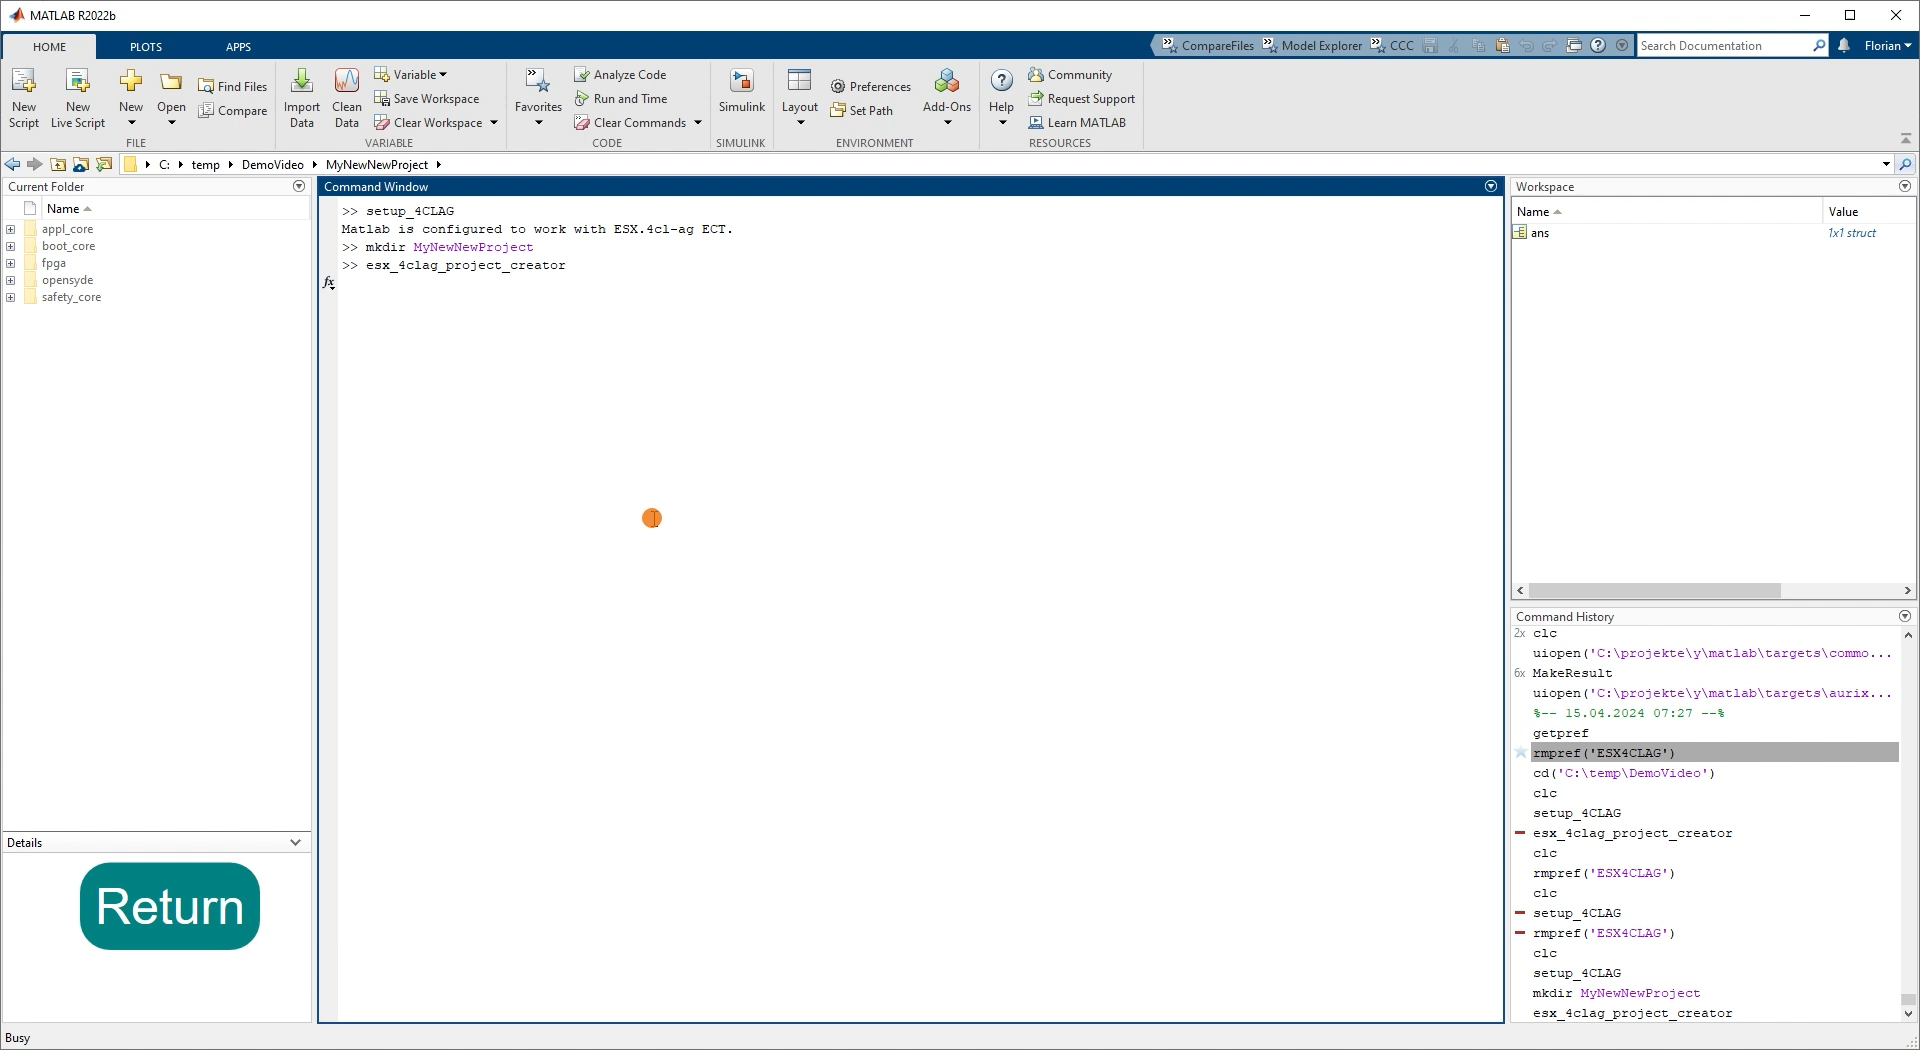 MATLAB R2022b
HOME
PLOTS
APPS
CompareFiles
Model Explorer
CCC
Search Documentation
Florian
New Script
New Live Script
New
Open
Find Files
Compare
FILE
Import Data
Clean Data
Variable
Save Workspace
Clear Workspace
VARIABLE
Favorites
Analyze Code
Run and Time
Clear Commands
CODE
Simulink
SIMULINK
Layout
Preferences
Set Path
Add-Ons
ENVIRONMENT
Help
Community
Request Support
Learn MATLAB
RESOURCES
C:
temp
DemoVideo
MyNewNewProject
Current Folder
Name
appl_core
boot_core
fpga
opensyde
safety_core
Details
Return
Command Window
>> setup_4CLAG
Matlab is configured to work with ESX.4cl-ag ECT.
>> mkdir MyNewNewProject
>> esx_4clag_project_creator
fx
Workspace
Name
Value
ans
1x1 struct
Command History
2x clc
uiopen('C:\projekte\y\matlab\targets\commo...
6x MakeResult
uiopen('C:\projekte\y\matlab\targets\aurix...
%-- 15.04.2024 07:27 --%
getpref
rmpref('ESX4CLAG')
cd('C:\temp\DemoVideo')
clc
setup_4CLAG
esx_4clag_project_creator
clc
rmpref('ESX4CLAG')
clc
setup_4CLAG
rmpref('ESX4CLAG')
clc
setup_4CLAG
mkdir MyNewNewProject
esx_4clag_project_creator
Busy